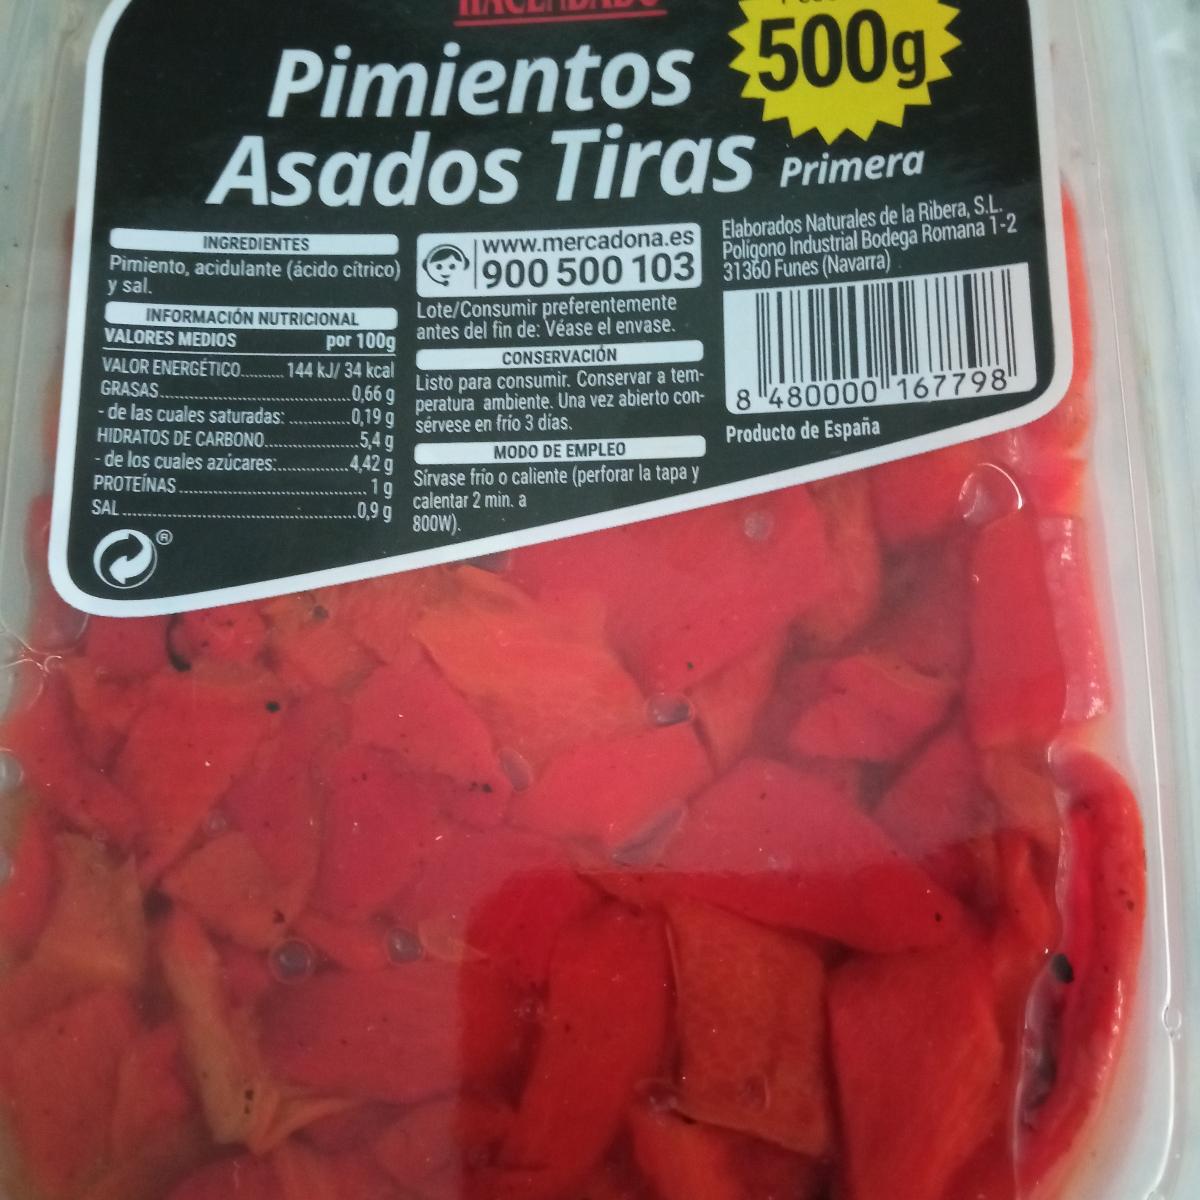 HACENDADO
500g
Pimientos
Asados Tiras Primera
INGREDIENTES
Pimiento, acidulante (ácido cítrico)
y sal.
INFORMACIÓN NUTRICIONAL
VALORES MEDIOS por 100g
VALOR ENERGÉTICO.......... 144 kJ/ 34 kcal
GRASAS..........0,66 g
- de las cuales saturadas: ..........0,19 g
HIDRATOS DE CARBONO..........5,4 g
- de los cuales azúcares:..........4,42 g
PROTEÍNAS ..........1 g
SAL ..........0,9 g
®
www.mercadona.es
900 500 103
Lote/Consumir preferentemente
antes del fin de: Véase el envase.
CONSERVACIÓN
Listo para consumir. Conservar a tem-
peratura ambiente. Una vez abierto con-
sérvese en frío 3 días.
MODO DE EMPLEO
Sírvase frío o caliente (perforar la tapa y
calentar 2 min. a
800W).
Elaborados Naturales de la Ribera, S.L.
Polígono Industrial Bodega Romana 1-2
31360 Funes (Navarra)
8 480000 167798
Producto de España